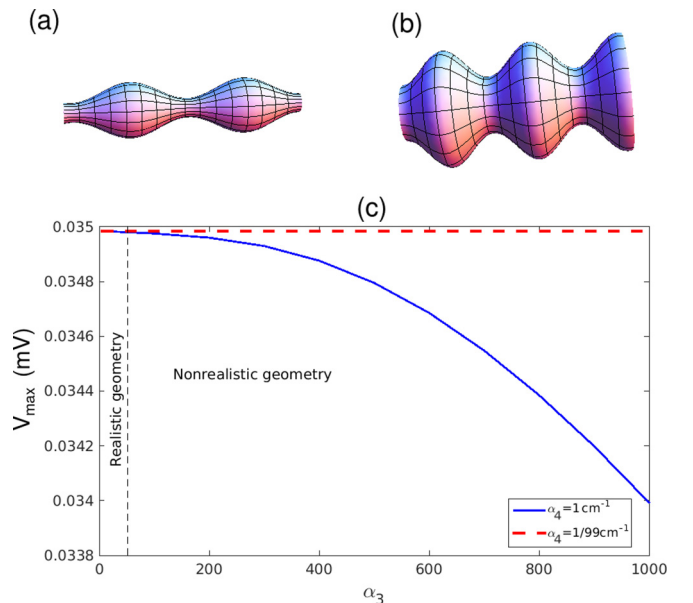 (a)
(b)
(c)
0.035
0.0348
0.0346
0.0344
0.0342
0.034
0.0338
V_max (mV)
Realistic geometry
Nonrealistic geometry
α_4=1cm^-1
α_4=1/99cm^-1
0 200 400 600 800 1000
α_3